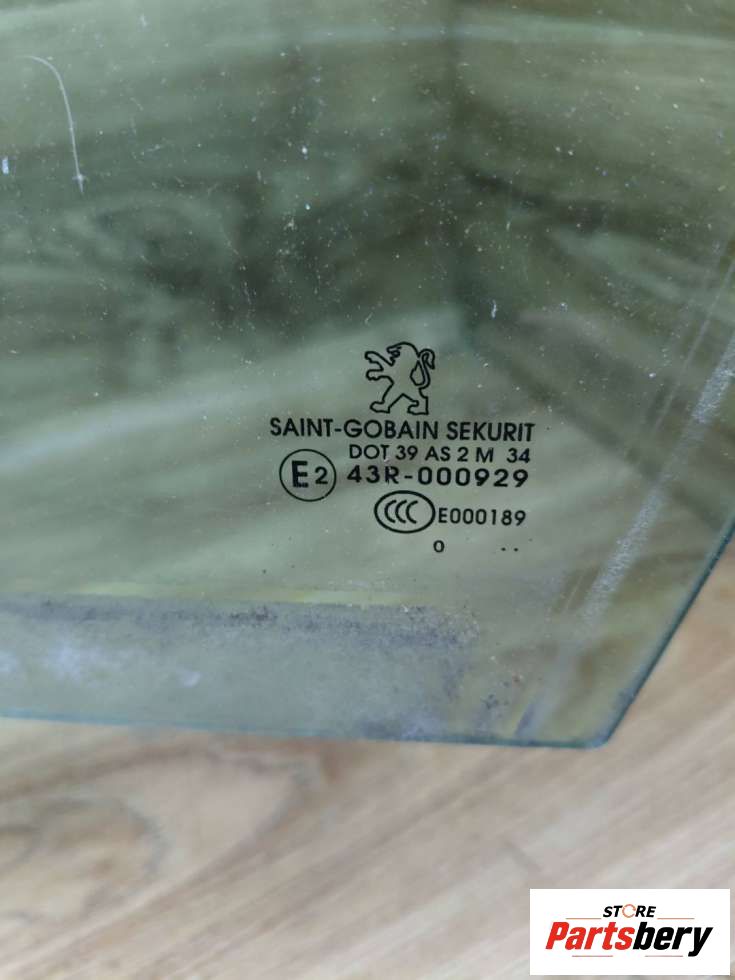 SAINT-GOBAIN SEKURIT
DOT 39 AS 2 M 34
E2 43R-000929
CCC E000189
o ..
STORE
Partsbery